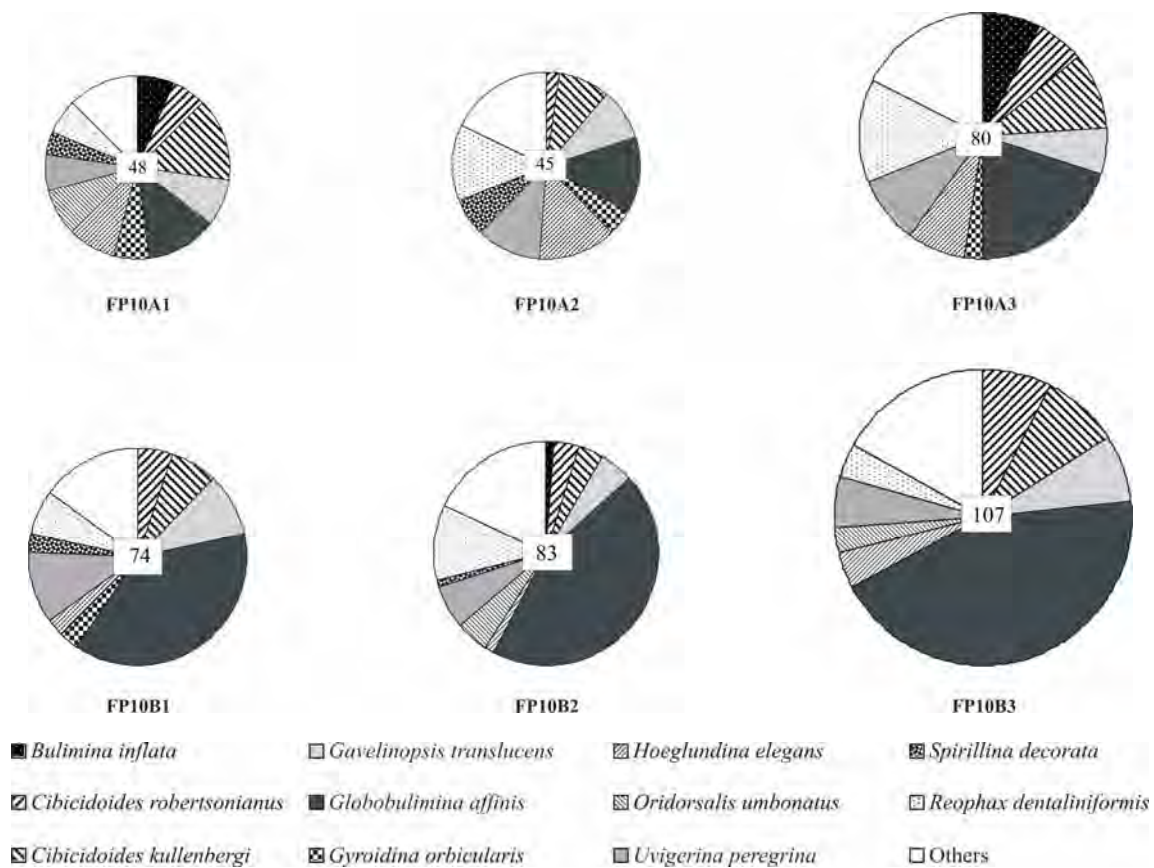 48 45 80
FP10A1 FP10A2 FP10A3
74 83 107
FP10B1 FP10B2 FP10B3
Bulimina inflata Gavelinopsis translucens Hoeglundina elegans Spirillina decorata
Cibicidoides robertsonianus Globobulimina affinis Oridorsalis umbonatus Reophax dentaliniformis
Cibicidoides kullenbergi Gyroidina orbicularis Uvigerina peregrina Others